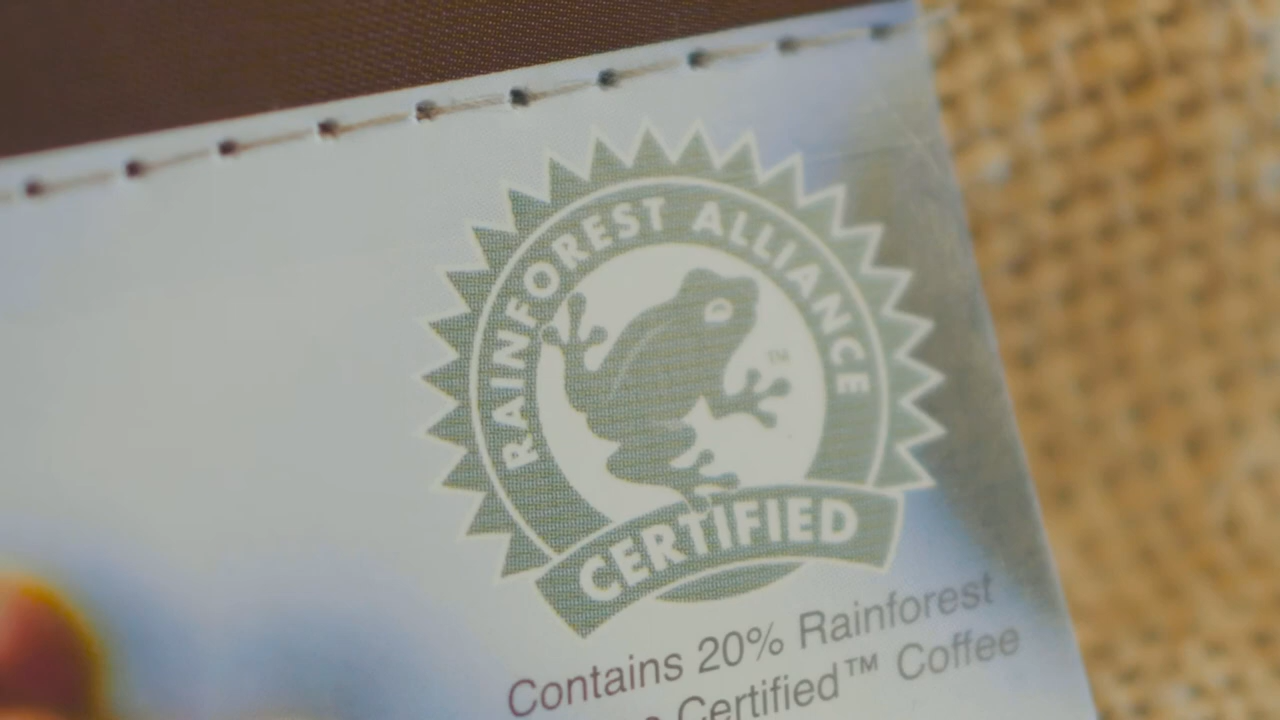 RAINFOREST ALLIANCE
TM
CERTIFIED
Contains 20% Rainforest
Certified™ Coffee